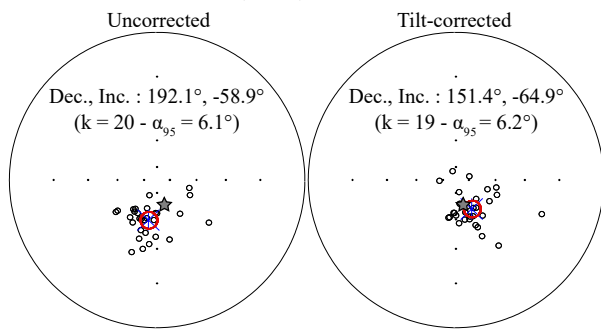 Uncorrected
Dec., Inc. : 192.1°, -58.9°
(k = 20 - α95 = 6.1°)
Tilt-corrected
Dec., Inc. : 151.4°, -64.9°
(k = 19 - α95 = 6.2°)